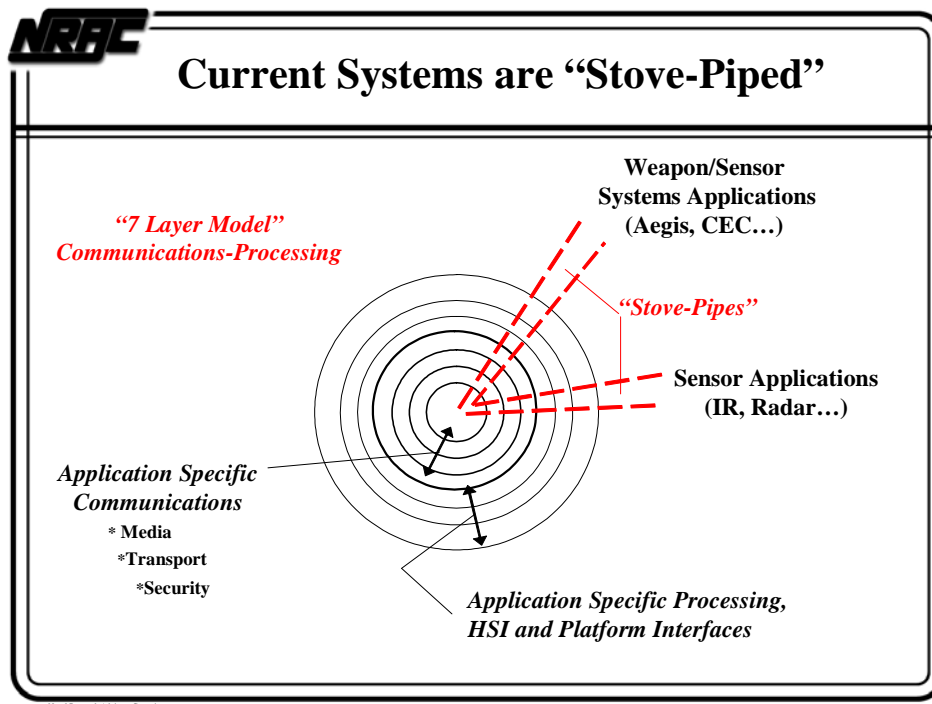 NRAC
Current Systems are “Stove-Piped”
Weapon/Sensor
Systems Applications
(Aegis, CEC…)
“7 Layer Model”
Communications-Processing
“Stove-Pipes”
Sensor Applications
(IR, Radar…)
Application Specific
Communications
* Media
*Transport
*Security
Application Specific Processing,
HSI and Platform Interfaces